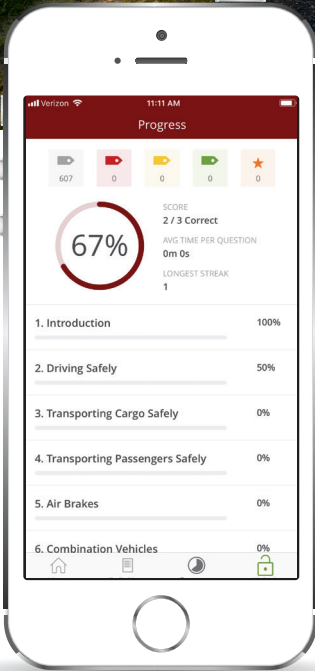 Verizon 11:11 AM
Progress
607 0 0 0 0
67%
SCORE
2 / 3 Correct
AVG TIME PER QUESTION
0m 0s
LONGEST STREAK
1
1. Introduction 100%
2. Driving Safely 50%
3. Transporting Cargo Safely 0%
4. Transporting Passengers Safely 0%
5. Air Brakes 0%
6. Combination Vehicles 0%